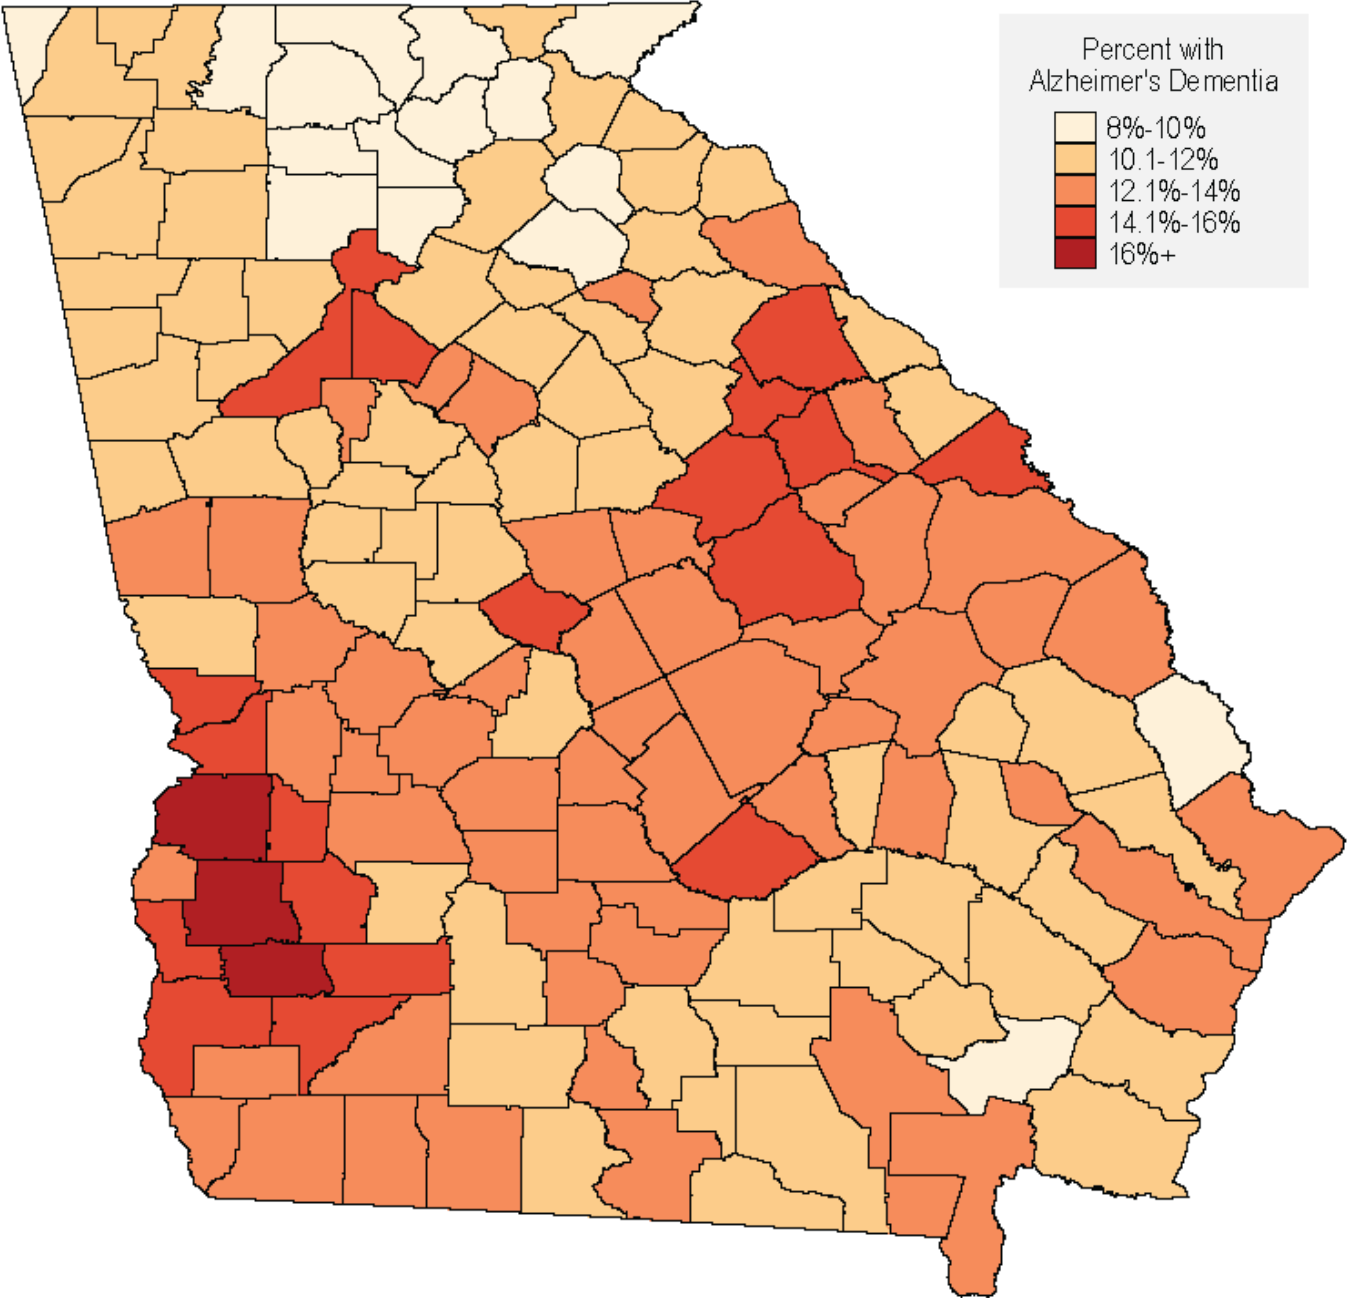 Percent with
Alzheimer's Dementia
8%-10%
10.1-12%
12.1%-14%
14.1%-16%
16%+